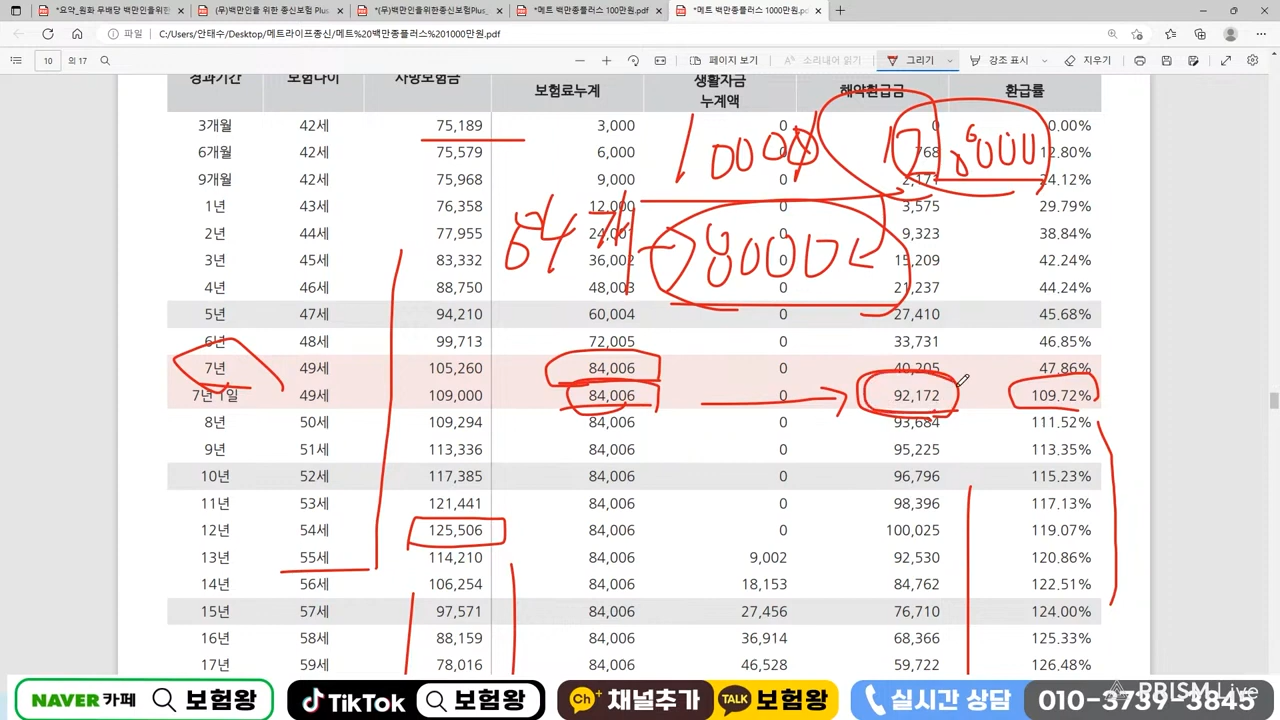 *요약_원화 무배당 백만인을위한
(무)백만인을 위한 종신보험 Plus
*(무)백만인을위한종신보험Plus_
*메트 백만종플러스 100만원.pdf
*메트 백만종플러스 1000만원.pdf
파일 C:/Users/안태수/Desktop/메트라이프종신/메트%20백만종플러스%201000만원.pdf
10 의 17 페이지 보기 소리내어 읽기 그리기 강조 표시 지우기
경과기간 보험나이 사망보험금 보험료누계 생활자금 누계액 해약환급금 환급률
3개월 42세 75,189 3,000 0 0 0.00%
6개월 42세 75,579 6,000 0 768 12.80%
9개월 42세 75,968 9,000 0 2,171 24.12%
1년 43세 76,358 12,000 0 3,575 29.79%
2년 44세 77,955 24,001 0 9,323 38.84%
3년 45세 83,332 36,002 0 15,209 42.24%
4년 46세 88,750 48,003 0 21,237 44.24%
5년 47세 94,210 60,004 0 27,410 45.68%
6년 48세 99,713 72,005 0 33,731 46.85%
7년 49세 105,260 84,006 0 40,205 47.86%
7년 1일 49세 109,000 84,006 0 92,172 109.72%
8년 50세 109,294 84,006 0 93,684 111.52%
9년 51세 113,336 84,006 0 95,225 113.35%
10년 52세 117,385 84,006 0 96,796 115.23%
11년 53세 121,441 84,006 0 98,396 117.13%
12년 54세 125,506 84,006 0 100,025 119.07%
13년 55세 114,210 84,006 9,002 92,530 120.86%
14년 56세 106,254 84,006 18,153 84,762 122.51%
15년 57세 97,571 84,006 27,456 76,710 124.00%
16년 58세 88,159 84,006 36,914 68,366 125.33%
17년 59세 78,016 84,006 46,528 59,722 126.48%
NAVER 카페 보험왕 TikTok 보험왕 Ch+ 채널추가 TALK 보험왕 실시간 상담 010-3739-3845
PRISM Live